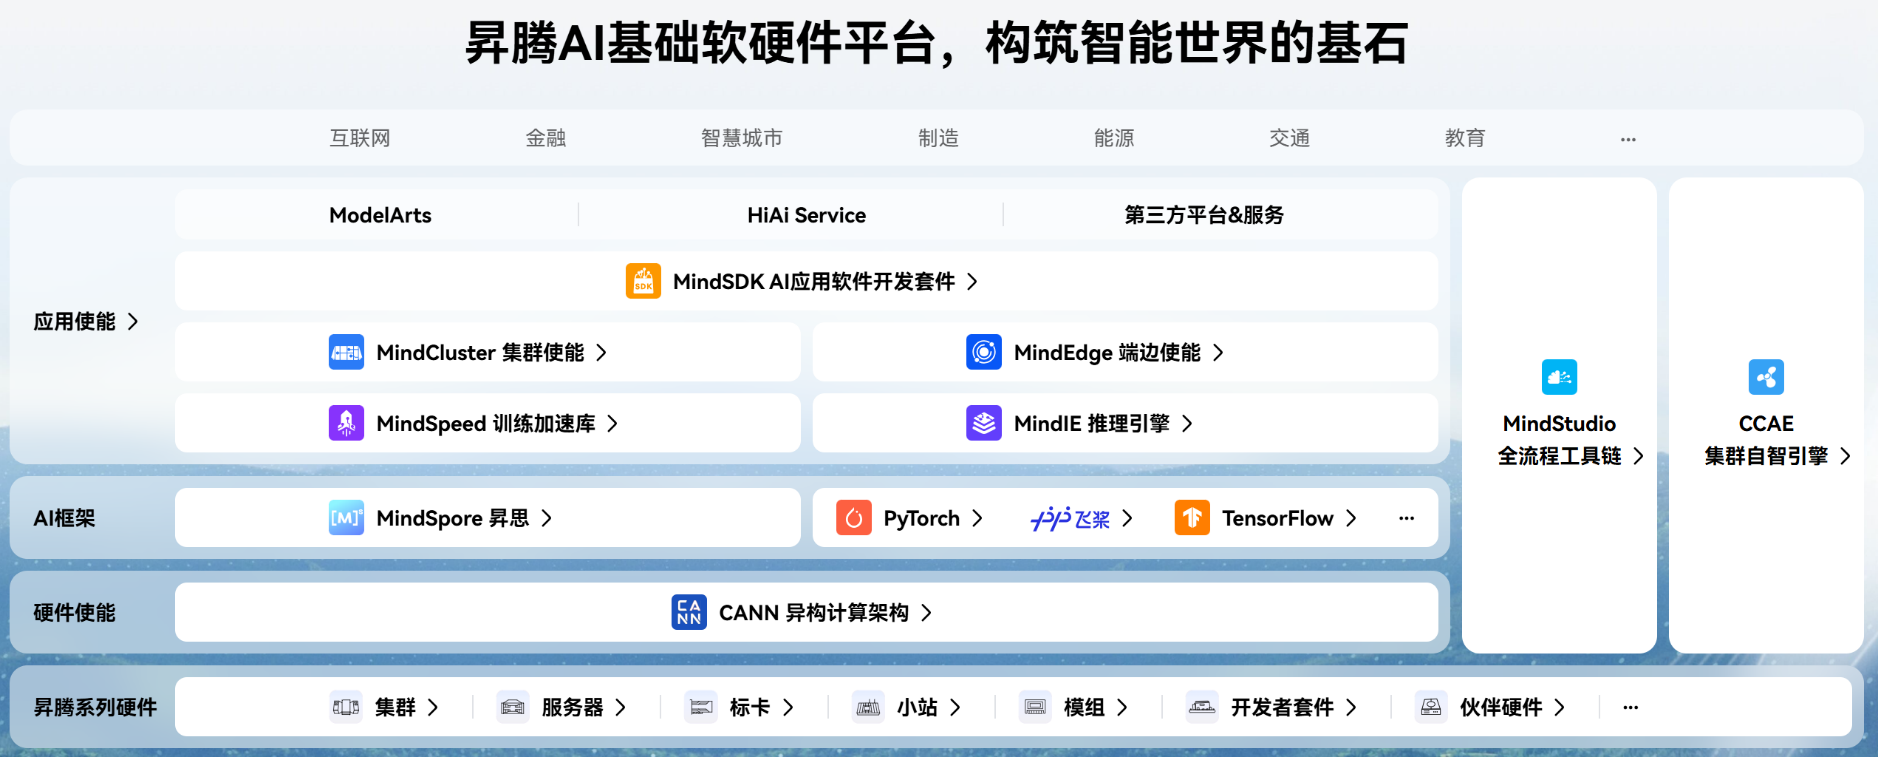 昇腾AI基础软硬件平台，构筑智能世界的基石
互联网 金融 智慧城市 制造 能源 交通 教育 ···
应用使能
ModelArts HiAi Service 第三方平台&服务
SDK MindSDK AI应用软件开发套件
MindCluster 集群使能 MindEdge 端边使能
MindSpeed 训练加速库 MindIE 推理引擎
AI框架
[M]s MindSpore 昇思 PyTorch 飞桨 TensorFlow ···
硬件使能
CANN CANN 异构计算架构
昇腾系列硬件
集群 服务器 标卡 小站 模组 开发者套件 伙伴硬件 ···
MindStudio
全流程工具链
CCAE
集群自智引擎